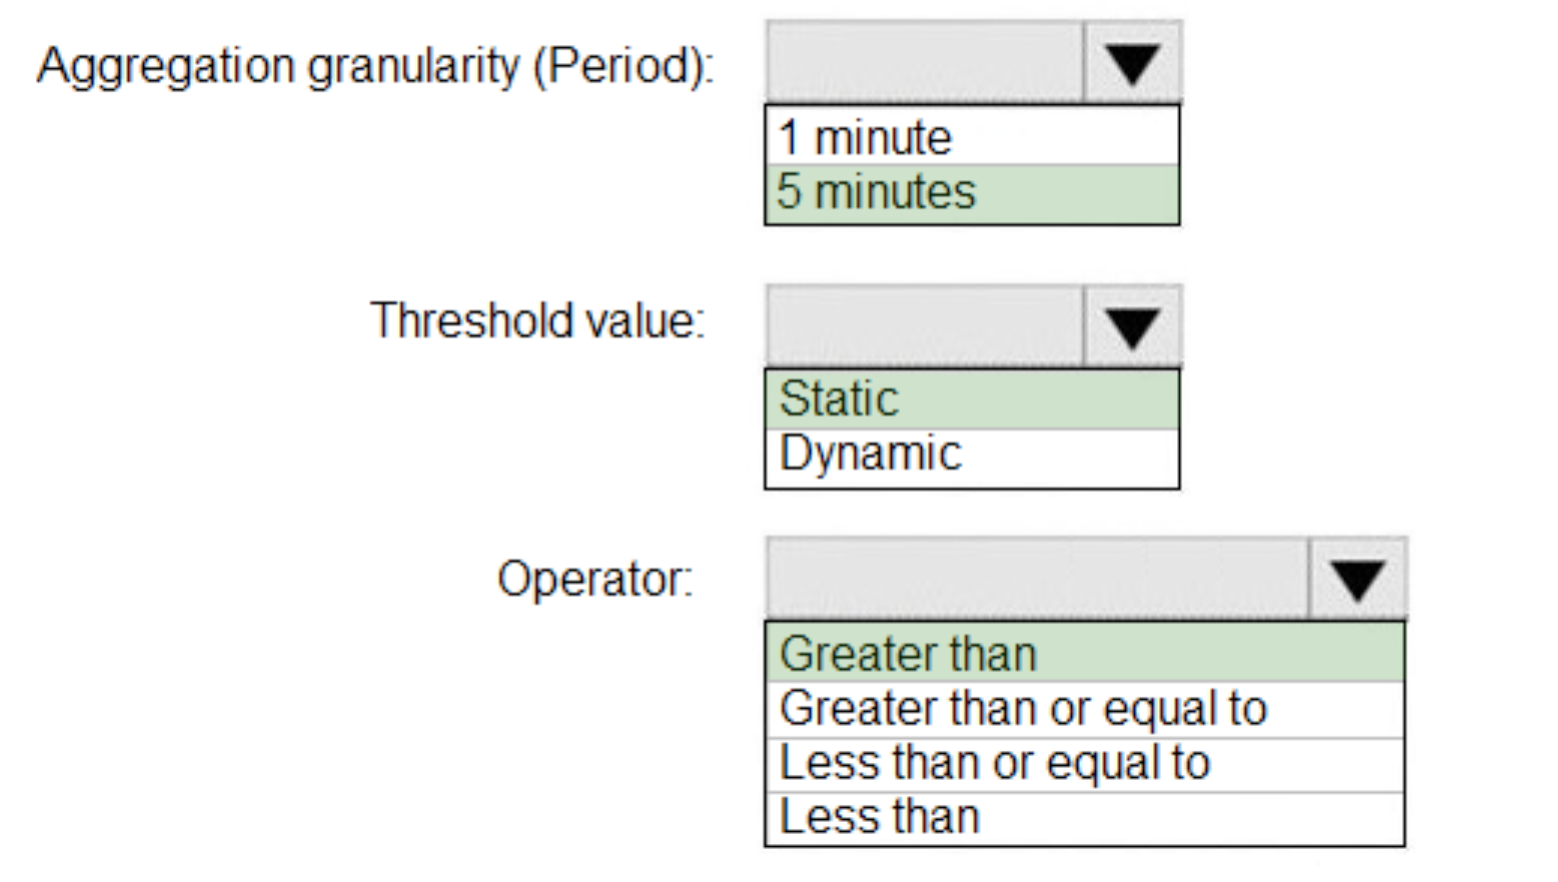 Aggregation granularity (Period):
1 minute
5 minutes
Threshold value:
Static
Dynamic
Operator:
Greater than
Greater than or equal to
Less than or equal to
Less than